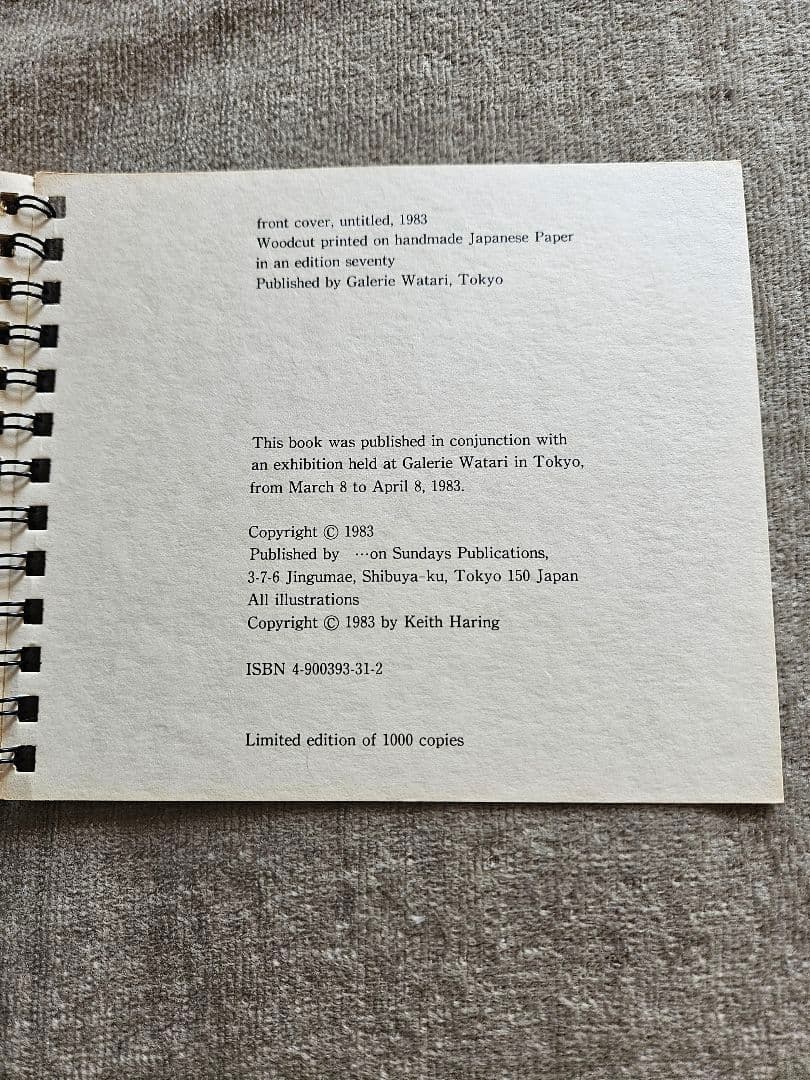 front cover, untitled, 1983
Woodcut printed on handmade Japanese Paper
in an edition seventy
Published by Galerie Watari, Tokyo
This book was published in conjunction with
an exhibition held at Galerie Watari in Tokyo,
from March 8 to April 8, 1983.
Copyright © 1983
Published by ···on Sundays Publications,
3-7-6 Jingumae, Shibuya-ku, Tokyo 150 Japan
All illustrations
Copyright © 1983 by Keith Haring
ISBN 4-900393-31-2
Limited edition of 1000 copies